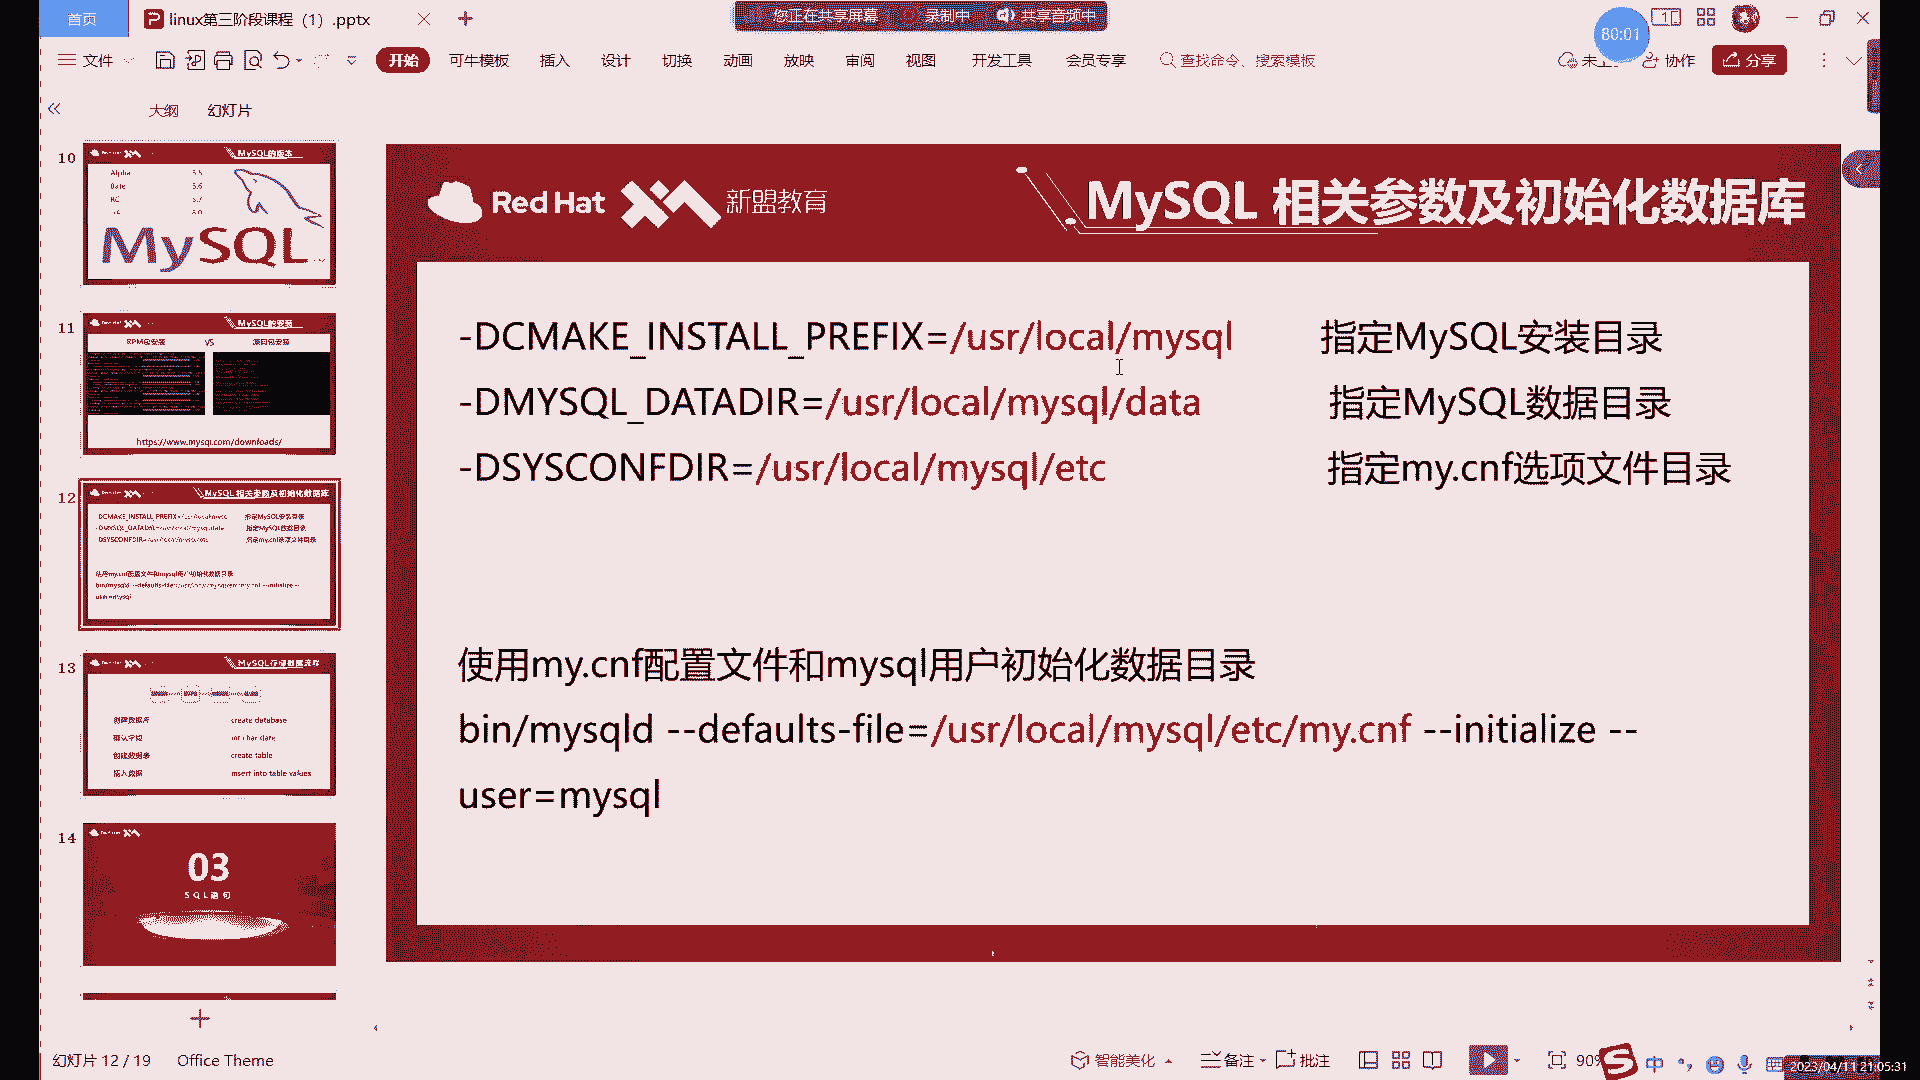 首页
linux第三阶段课程（1）.pptx
您正在共享屏幕 录制中 共享音频中
80:01
文件
开始 可牛模板 插入 设计 切换 动画 放映 审阅 视图 开发工具 会员专享 查找命令、搜索模板
协作 分享
大纲 幻灯片
10
MySQL的版本
5.5
5.6
5.7
MySQL
11
MySQL的安装
RPM包安装 VS 源码包安装
https://www.mysql.com/downloads/
12
MySQL 相关参数及初始化数据库
13
MySQL存储数据流程
创建数据库 create database
确认字段 int char date
创建数据表 create table
插入数据 insert into table values
14
03
SQL语句
Red Hat 新盟教育
MySQL 相关参数及初始化数据库
-DCMAKE_INSTALL_PREFIX=/usr/local/mysql 指定MySQL安装目录
-DMYSQL_DATADIR=/usr/local/mysql/data 指定MySQL数据目录
-DSYSCONFDIR=/usr/local/mysql/etc 指定my.cnf选项文件目录
使用my.cnf配置文件和mysql用户初始化数据目录
bin/mysqld --defaults-file=/usr/local/mysql/etc/my.cnf --initialize --
user=mysql
幻灯片 12 / 19 Office Theme
智能美化 备注 批注
中
2023/04/11 21:05:31